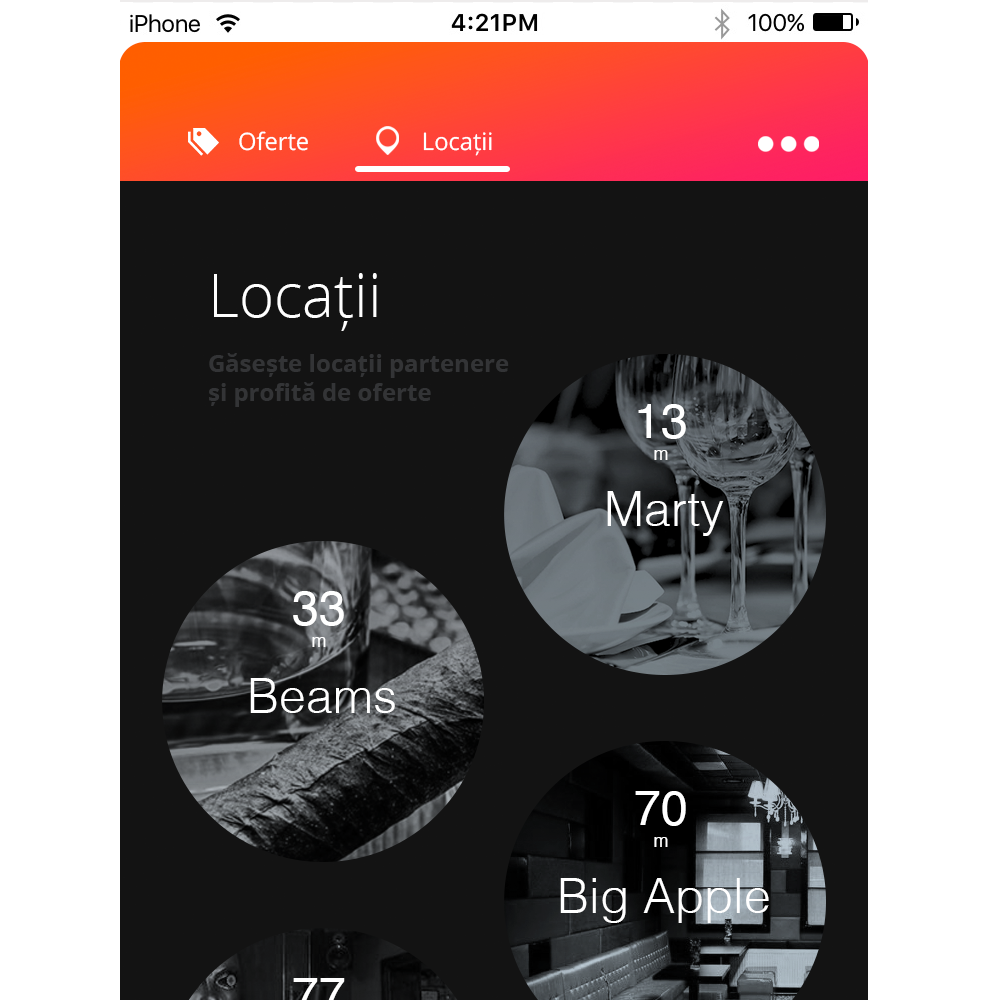 iPhone 4:21PM 100%
Oferte Locații
Locații
Găsește locații partenere
și profită de oferte
13
m
Marty
33
m
Beams
70
m
Big Apple
77